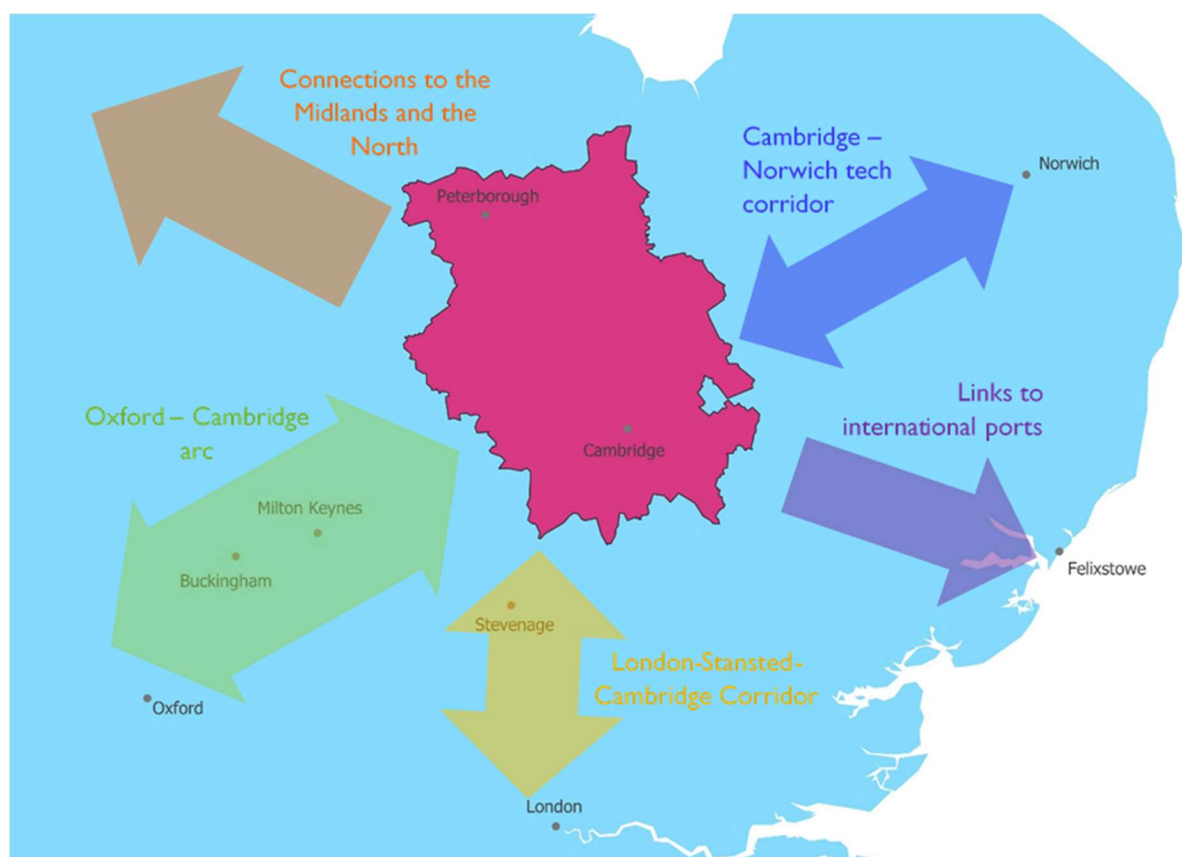 Connections to the
Midlands and the
North
Cambridge –
Norwich tech
corridor
Norwich
Peterborough
Links to
international ports
Oxford – Cambridge
arc
Cambridge
Milton Keynes
Buckingham
Felixstowe
Stevenage
London-Stansted-
Cambridge Corridor
Oxford
London